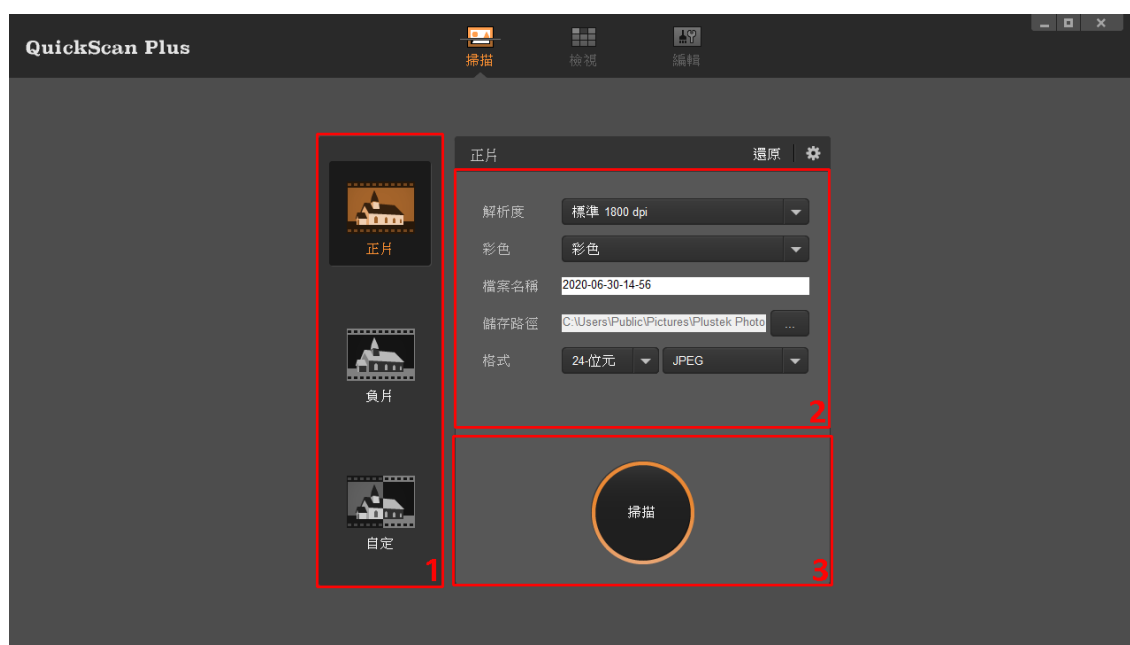 QuickScan Plus
掃描
檢視
編輯
正片
負片
自定
1
正片 還原
解析度 標準 1800 dpi
彩色 彩色
檔案名稱 2020-06-30-14-56
儲存路徑 C:\Users\Public\Pictures\Plustek Photo ...
格式 24-位元 JPEG
2
掃描
3